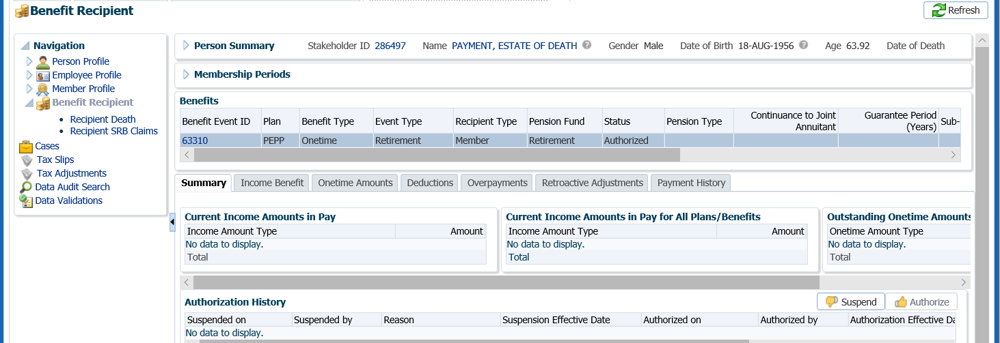 Benefit Recipient
Refresh
Navigation
Person Profile
Employee Profile
Member Profile
Benefit Recipient
Recipient Death
Recipient SRB Claims
Cases
Tax Slips
Tax Adjustments
Data Audit Search
Data Validations
Person Summary Stakeholder ID 286497 Name PAYMENT, ESTATE OF DEATH Gender Male Date of Birth 18-AUG-1956 Age 63.92 Date of Death
Membership Periods
Benefits
Benefit Event ID Plan Benefit Type Event Type Recipient Type Pension Fund Status Pension Type Continuance to Joint Annuitant Guarantee Period (Years) Sub-
63310 PEPP Onetime Retirement Member Retirement Authorized
Summary Income Benefit Onetime Amounts Deductions Overpayments Retroactive Adjustments Payment History
Current Income Amounts in Pay
Income Amount Type Amount
No data to display.
Total
Current Income Amounts in Pay for All Plans/Benefits
Income Amount Type Amount
No data to display.
Total
Outstanding Onetime Amounts
Onetime Amount Type
No data to display.
Total
Authorization History
Suspend Authorize
Suspended on Suspended by Reason Suspension Effective Date Authorized on Authorized by Authorization Effective Da
No data to display.